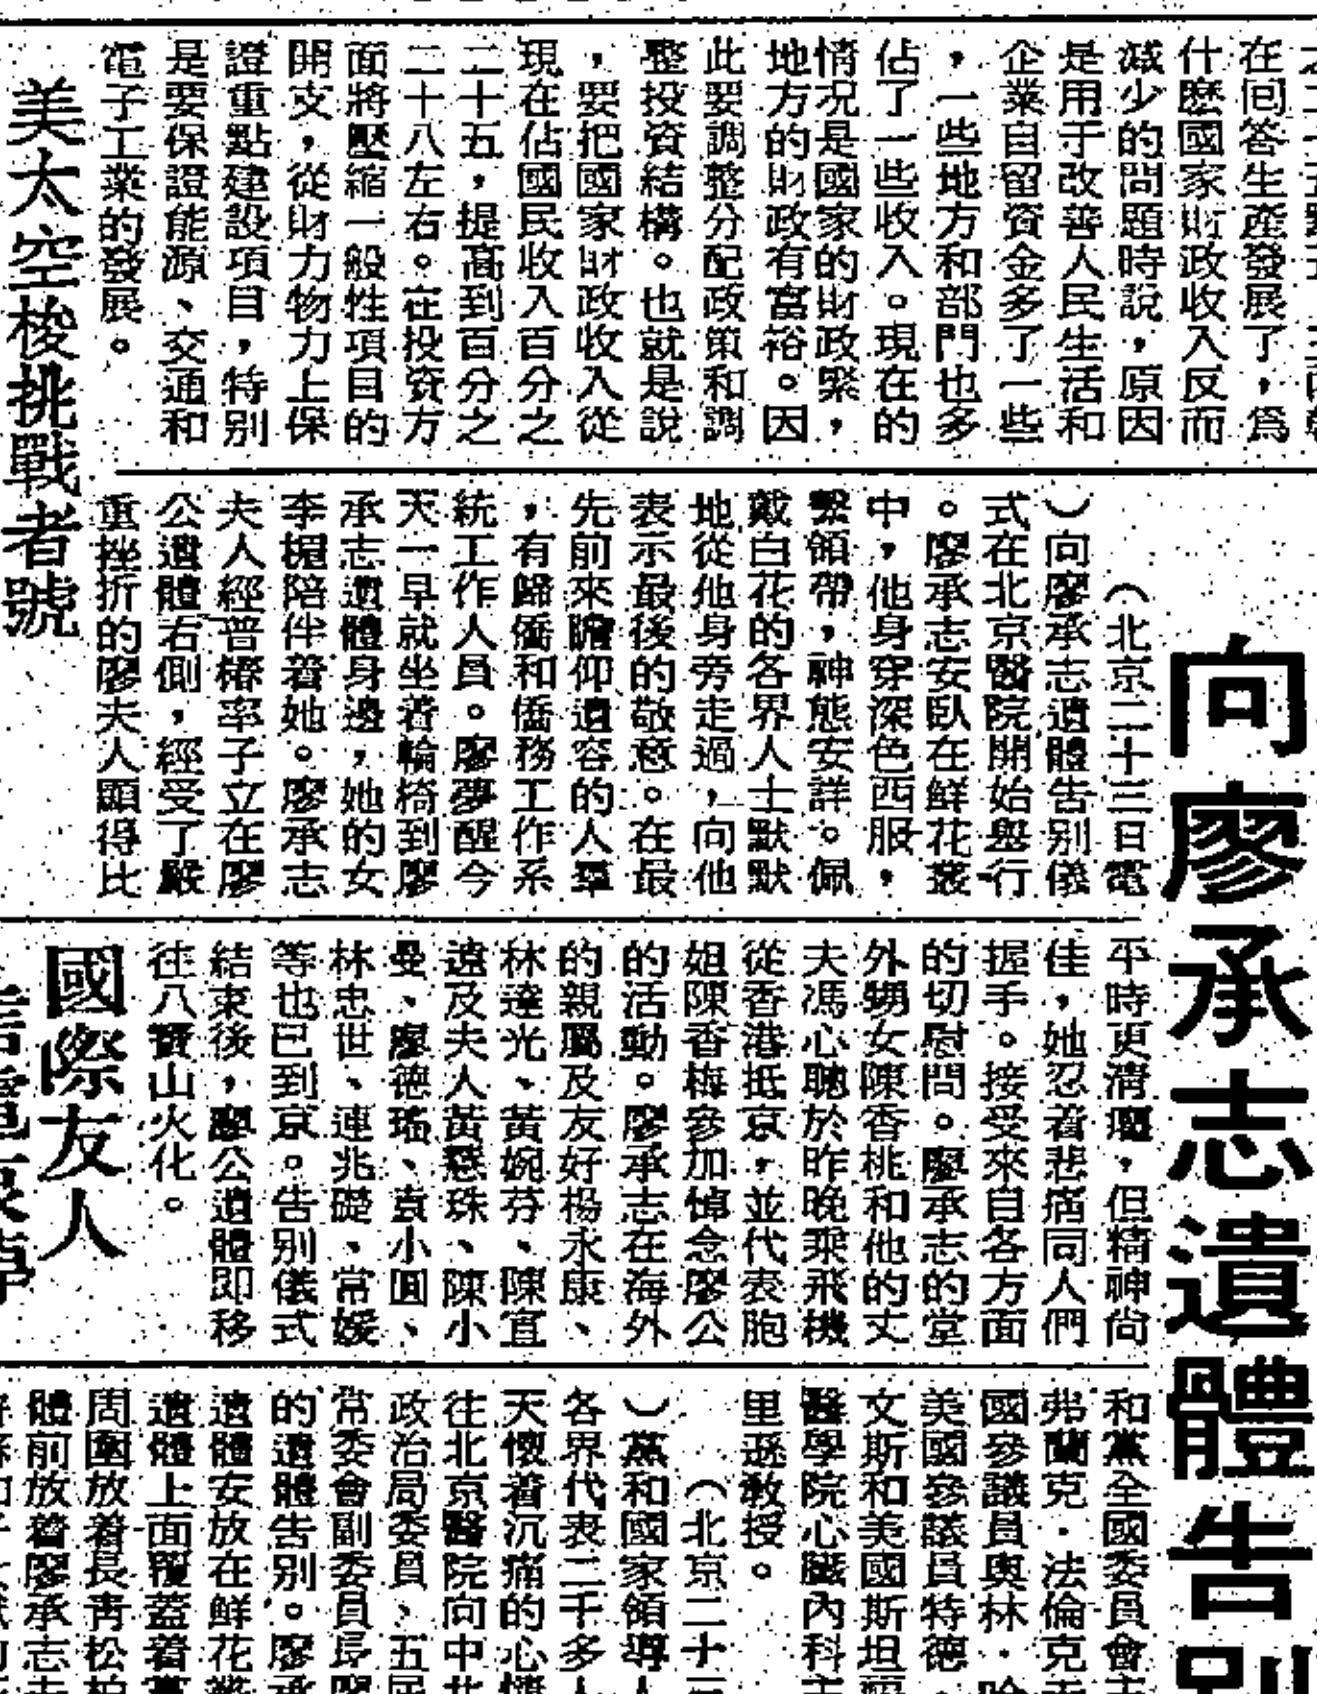 在回答生產發展了，爲
什麽國家財政收入反而
減少的問題時説，原因
是用于改善人民生活和
企業自留資金多了一些
，一些地方和部門也多
佔了一些收入。現在的
情况是國家的財政緊，
地方的財政有富裕。因
此要調整分配政策和調
整投資結構。也就是説
，要把國家財政收入從
現在佔國民收入百分之
二十五，提高到百分之
二十八左右。在投資方
面將壓縮一般性項目的
開支，從財力物力上保
證重點建設項目，特别
是要保證能源、交通和
電子工業的發展。
美太空梭挑戰者號
向廖承志遺體告别
（北京二十三日電
）向廖承志遺體告别儀
式在北京醫院開始舉行
。廖承志安臥在鮮花叢
中，他身穿深色西服，
繫領帶，神態安詳。佩
戴白花的各界人士默默
地從他身旁走過，向他
表示最後的敬意。在最
先前來瞻仰遺容的人羣
，有歸僑和僑務工作系
統工作人員。廖夢醒今
天一早就坐着輪椅到廖
承志遺體身邊，她的女
李湄陪伴着她。廖承志
夫人經普椿率子立在廖
公遺體右側，經受了嚴
重挫折的廖夫人顯得比
平時更清癯，但精神尚
佳，她忍着悲痛同人們
握手。接受來自各方面
的切慰問。廖承志的堂
外甥女陳香桃和他的丈
夫馮心聰於昨晚乘飛機
從香港抵京，並代表胞
姐陳香梅參加悼念廖公
的活動。廖承志在海外
的親屬及友好楊永康、
林達光、黃婉芬、陳宜
遠及夫人黃慧珠、陳小
曼、廖德瑤、袁小圓、
林忠世、連兆礎、常媛
等也已到京。告别儀式
結束後，廖公遺體即移
往八寶山火化。
國際友人
和黨全國委員會主
弗蘭克·法倫克
國參議員奥林·哈
美國參議員特德·
文斯和美國斯坦福
醫學院心臟內科主
里遜教授。
（北京二十三
）黨和國家領導人
各界代表二千多人
天懷着沉痛的心情
往北京醫院向中共
政治局委員、五屆
常委會副委員長廖
的遺體告别。廖承
遺體安放在鮮花叢
遺體上面覆蓋着黨
周圍放着長青松柏
體前放着廖承志夫